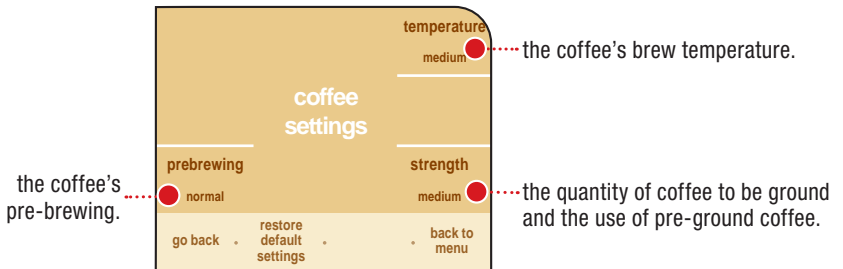 temperature
medium
the coffee's brew temperature.
coffee
settings
prebrewing
normal
the coffee's
pre-brewing.
strength
medium
the quantity of coffee to be ground
and the use of pre-ground coffee.
go back
restore
default
settings
back to
menu